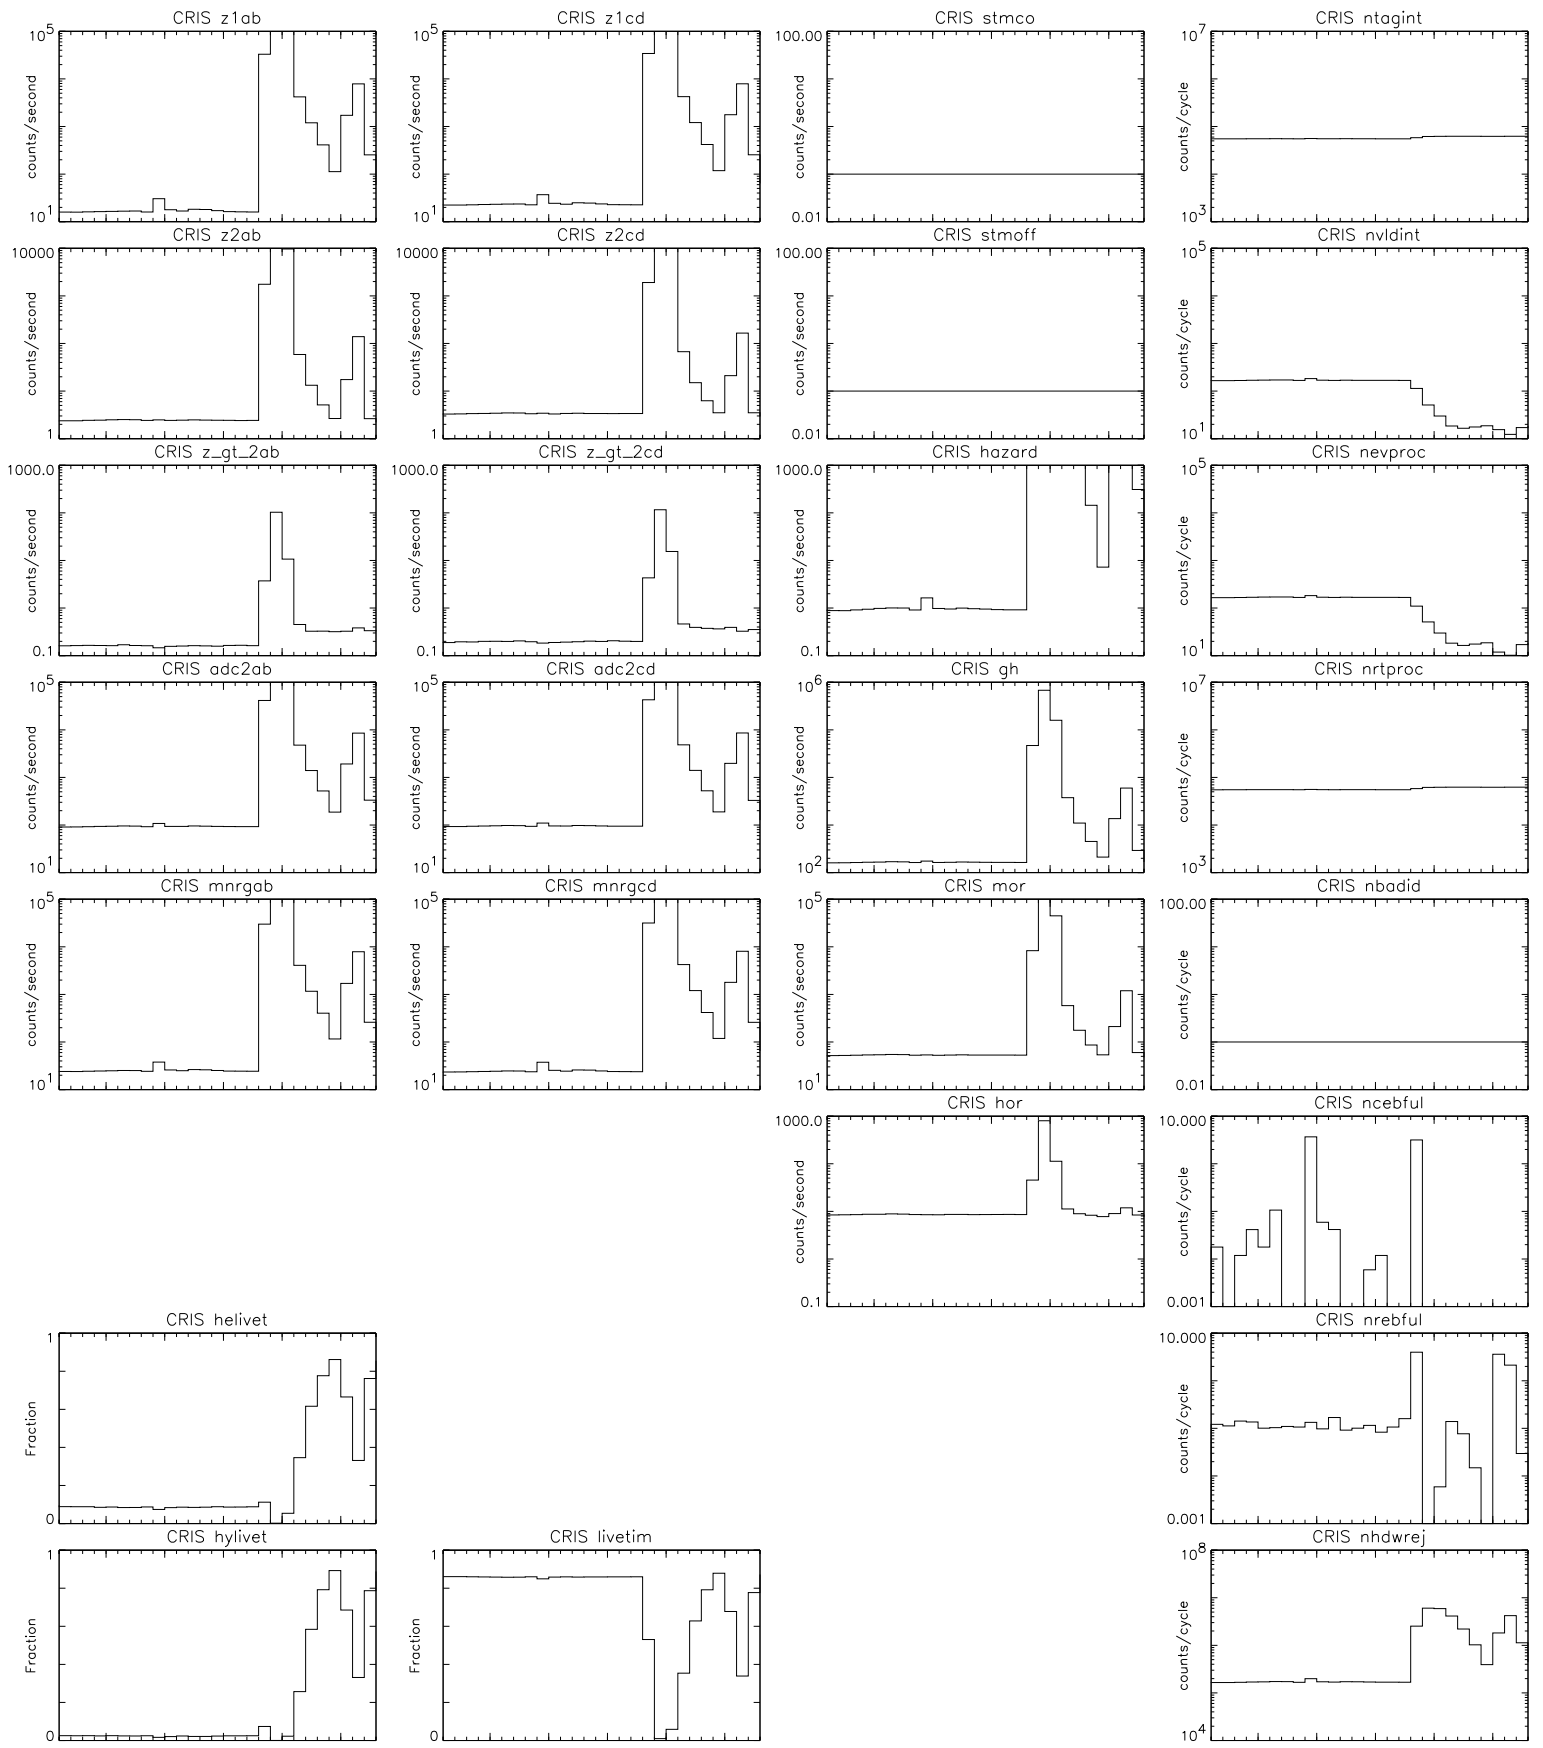 CRIS z1ab
10^5
counts/second
10^1
CRIS z1cd
10^5
counts/second
10^1
CRIS stmco
100.00
counts/second
0.01
CRIS ntagint
10^7
counts/cycle
10^3
CRIS z2ab
10000
counts/second
1
CRIS z2cd
10000
counts/second
1
CRIS stmoff
100.00
counts/second
0.01
CRIS nvldint
10^5
counts/cycle
10^1
CRIS z_gt_2ab
1000.0
counts/second
0.1
CRIS z_gt_2cd
1000.0
counts/second
0.1
CRIS hazard
1000.0
counts/second
0.1
CRIS nevproc
10^5
counts/cycle
10^1
CRIS adc2ab
10^5
counts/second
10^1
CRIS adc2cd
10^5
counts/second
10^1
CRIS gh
10^6
counts/second
10^2
CRIS nrtproc
10^7
counts/cycle
10^3
CRIS mnrgab
10^5
counts/second
10^1
CRIS mnrgcd
10^5
counts/second
10^1
CRIS mor
10^5
counts/second
10^1
CRIS nbadid
100.00
counts/cycle
0.01
CRIS hor
1000.0
counts/second
0.1
CRIS ncebful
10.000
counts/cycle
0.001
CRIS helivet
1
Fraction
0
CRIS nrebful
10.000
counts/cycle
0.001
CRIS hylivet
1
Fraction
0
CRIS livetim
1
Fraction
0
CRIS nhdwrej
10^8
counts/cycle
10^4